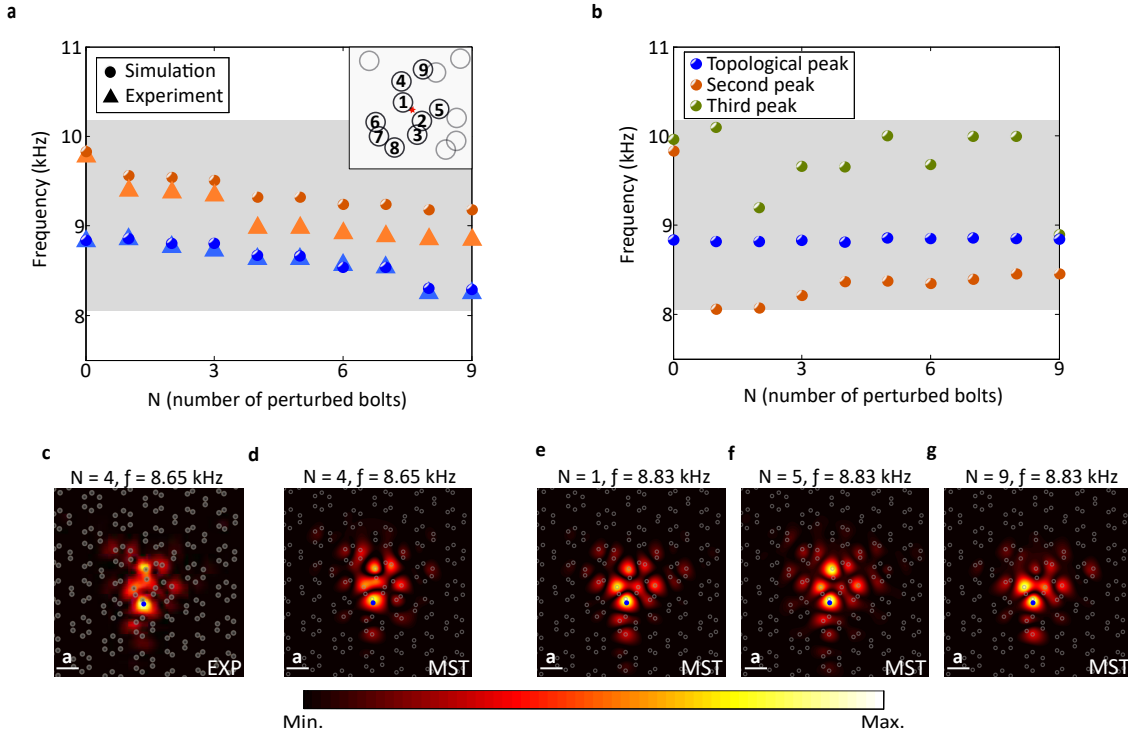 a
11
10
9
8
Frequency (kHz)
Simulation
Experiment
9
4
1
5
6
2
7
3
8
0
3
6
9
N (number of perturbed bolts)
b
11
10
9
8
Frequency (kHz)
Topological peak
Second peak
Third peak
0
3
6
9
N (number of perturbed bolts)
c
N = 4, ƒ = 8.65 kHz
a
EXP
d
N = 4, ƒ = 8.65 kHz
a
MST
e
N = 1, ƒ = 8.83 kHz
a
MST
f
N = 5, ƒ = 8.83 kHz
a
MST
g
N = 9, ƒ = 8.83 kHz
a
MST
Min.
Max.